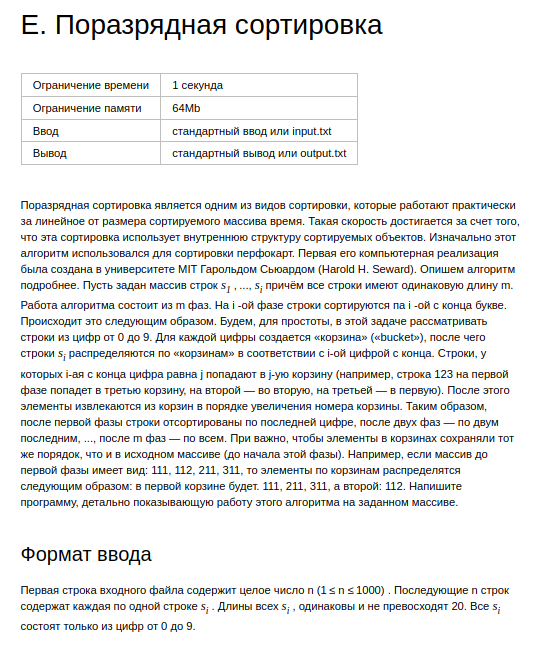 E. Поразрядная сортировка
Ограничение времени 1 секунда
Ограничение памяти 64Mb
Ввод стандартный ввод или input.txt
Вывод стандартный вывод или output.txt
Поразрядная сортировка является одним из видов сортировки, которые работают практически
за линейное от размера сортируемого массива время. Такая скорость достигается за счет того,
что эта сортировка использует внутреннюю структуру сортируемых объектов. Изначально этот
алгоритм использовался для сортировки перфокарт. Первая его компьютерная реализация
была создана в университете MIT Гарольдом Сьюардом (Harold H. Seward). Опишем алгоритм
подробнее. Пусть задан массив строк s1 , ..., si причём все строки имеют одинаковую длину m.
Работа алгоритма состоит из m фаз. На i -ой фазе строки сортируются па i -ой с конца букве.
Происходит это следующим образом. Будем, для простоты, в этой задаче рассматривать
строки из цифр от 0 до 9. Для каждой цифры создается «корзина» («bucket»), после чего
строки si распределяются по «корзинам» в соответствии с i-ой цифрой с конца. Строки, у
которых i-ая с конца цифра равна j попадают в j-ую корзину (например, строка 123 на первой
фазе попадет в третью корзину, на второй — во вторую, на третьей — в первую). После этого
элементы извлекаются из корзин в порядке увеличения номера корзины. Таким образом,
после первой фазы строки отсортированы по последней цифре, после двух фаз — по двум
последним, ..., после m фаз — по всем. При важно, чтобы элементы в корзинах сохраняли тот
же порядок, что и в исходном массиве (до начала этой фазы). Например, если массив до
первой фазы имеет вид: 111, 112, 211, 311, то элементы по корзинам распределятся
следующим образом: в первой корзине будет. 111, 211, 311, а второй: 112. Напишите
программу, детально показывающую работу этого алгоритма на заданном массиве.
Формат ввода
Первая строка входного файла содержит целое число n (1 ≤ n ≤ 1000) . Последующие n строк
содержат каждая по одной строке si . Длины всех si , одинаковы и не превосходят 20. Все si
состоят только из цифр от 0 до 9.